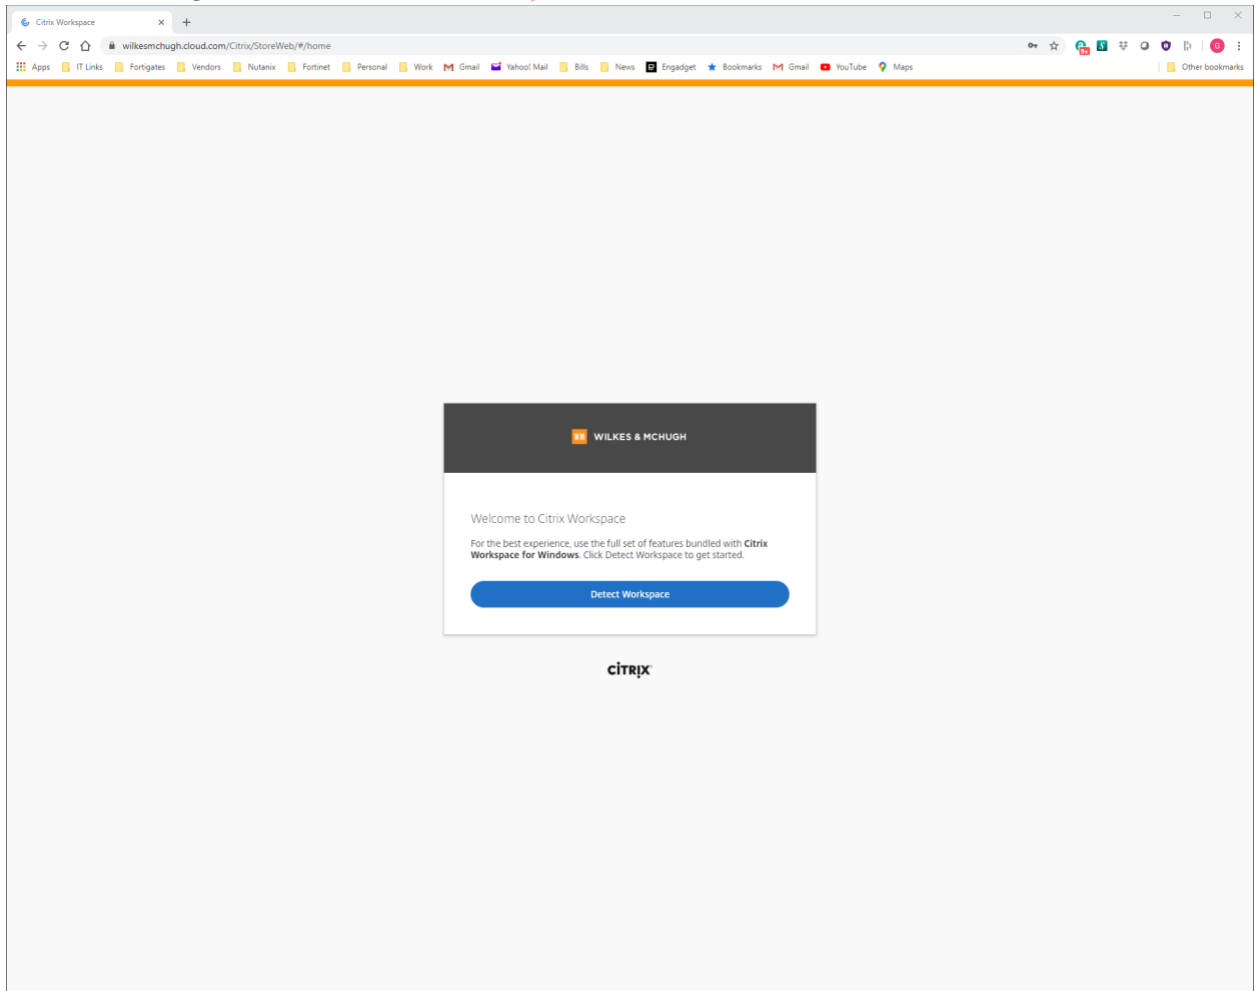 Citrix Workspace
wilkesmchugh.cloud.com/Citrix/StoreWeb/#/home
Apps IT Links Fortigates Vendors Nutanix Fortinet Personal Work Gmail Yahoo! Mail Bills News Engadget Bookmarks Gmail YouTube Maps Other bookmarks
WILKES & MCHUGH
Welcome to Citrix Workspace
For the best experience, use the full set of features bundled with Citrix
Workspace for Windows. Click Detect Workspace to get started.
Detect Workspace
CITRIX